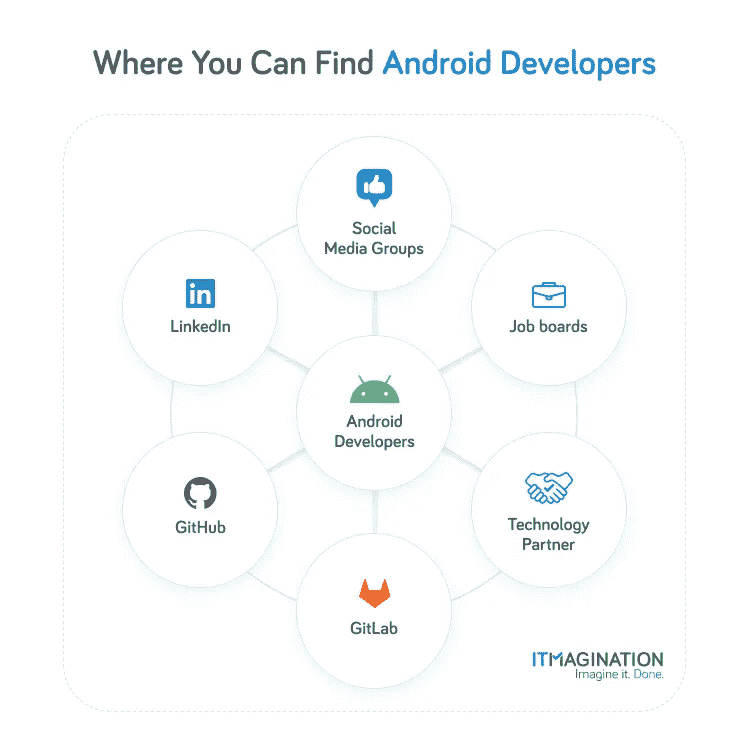 Where You Can Find Android Developers
Social
Media Groups
in
LinkedIn
Job boards
Android
Developers
GitHub
Technology
Partner
GitLab
ITMAGINATION
Imagine it. Done.